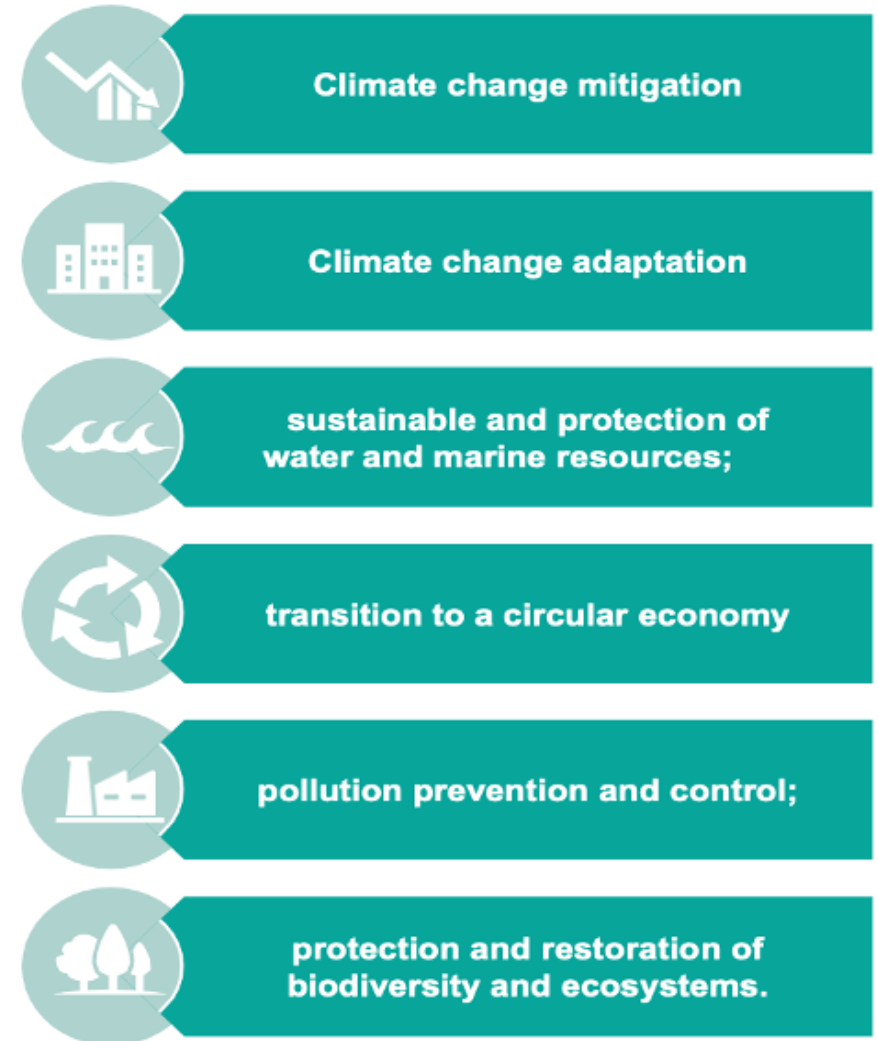 Climate change mitigation
Climate change adaptation
sustainable and protection of
water and marine resources;
transition to a circular economy
pollution prevention and control;
protection and restoration of
biodiversity and ecosystems.